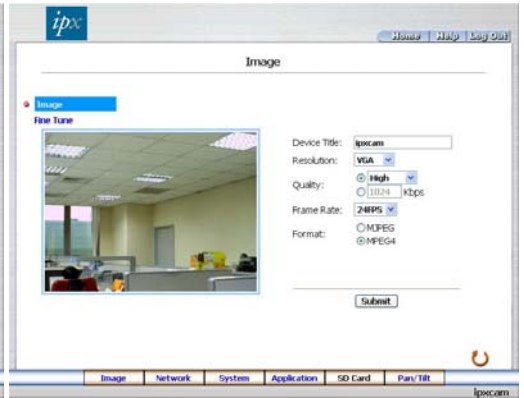 ipx
Home Help Log Out
Image
Image
Fine Tune
Device Title: ipxcam
Resolution: VGA
Quality: High
1024 Kbps
Frame Rate: 24FPS
Format: MJPEG
MPEG4
Submit
Image Network System Application SD Card Pan/Tilt
ipxcam